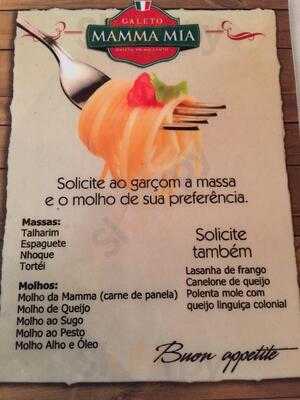 GALETO
MAMMA MIA
Solicite ao garçom a massa
e o molho de sua preferência.
Massas:
Talharim
Espaguete
Nhoque
Tortéi
Molhos:
Molho da Mamma (carne de panela)
Molho de Queijo
Molho ao Sugo
Molho ao Pesto
Molho Alho e Óleo
Solicite
também
Lasanha de frango
Canelone de queijo
Polenta mole com
queijo linguiça colonial
Buon appetite